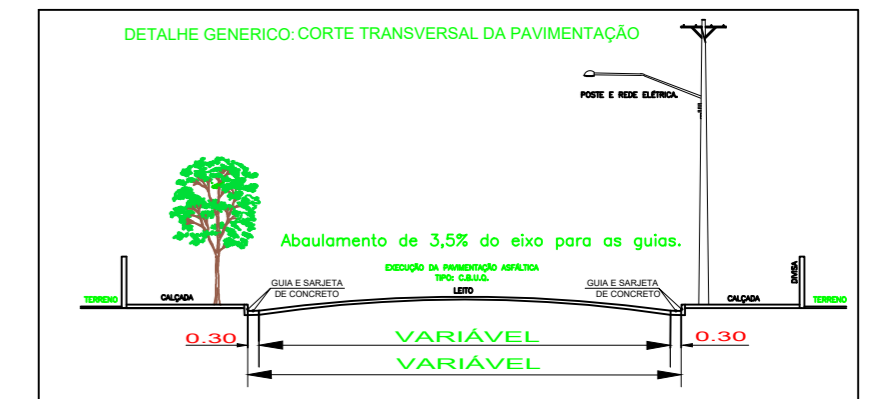 DETALHE GENERICO: CORTE TRANSVERSAL DA PAVIMENTAÇÃO
POSTE E REDE ELÉTRICA.
Abaulamento de 3,5% do eixo para as guias.
EXECUÇÃO DA PAVIMENTAÇÃO ASFÁLTICA
TIPO: C.B.U.Q.
LEITO
GUIA E SARJETA
DE CONCRETO
GUIA E SARJETA
DE CONCRETO
DIVISA
TERRENO
CALÇADA
CALÇADA
TERRENO
0.30
VARIÁVEL
0.30
VARIÁVEL